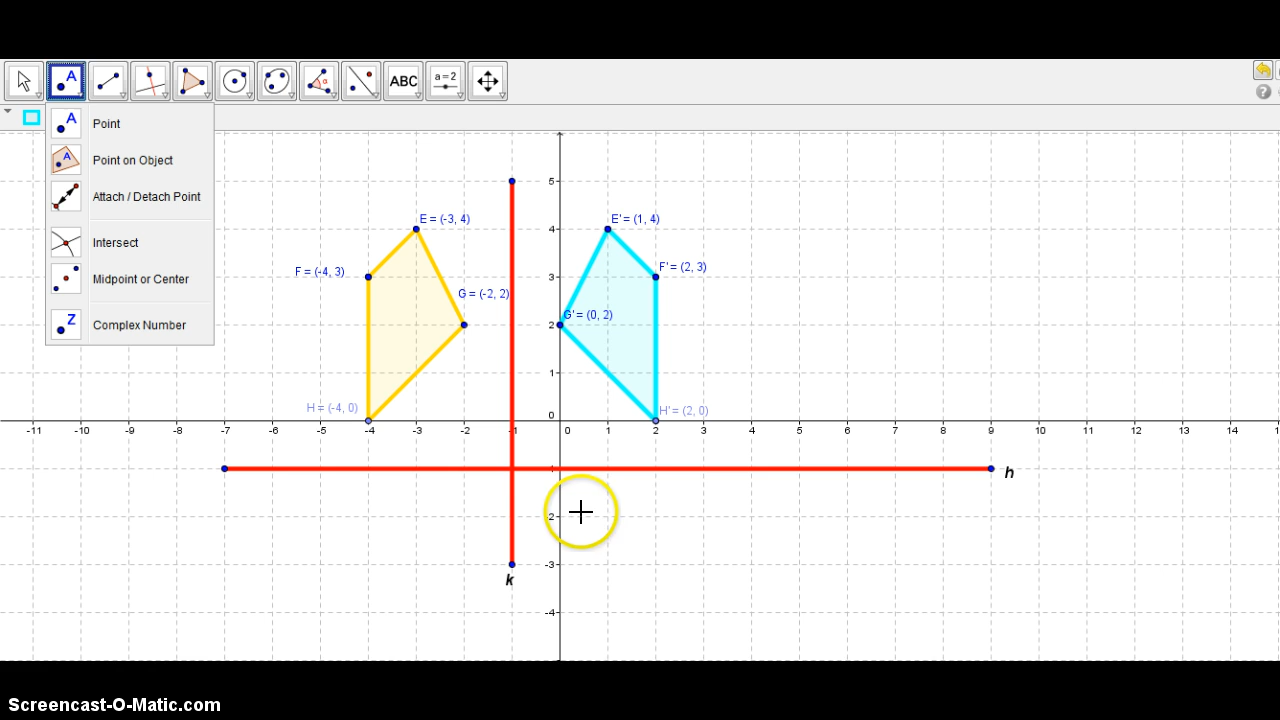 A
ABC
a=2
?
A
Point
A
Point on Object
Attach / Detach Point
Intersect
Midpoint or Center
Z
Complex Number
5
E = (-3, 4)
4
E' = (1, 4)
F = (-4, 3)
3
F' = (2, 3)
G = (-2, 2)
2
G' = (0, 2)
1
H = (-4, 0)
0
H' = (2, 0)
-11 -10 -9 -8 -7 -6 -5 -4 -3 -2 -1 0 1 2 3 4 5 6 7 8 9 10 11 12 13 14 15
-1
h
-2
-3
k
-4
Screencast-O-Matic.com